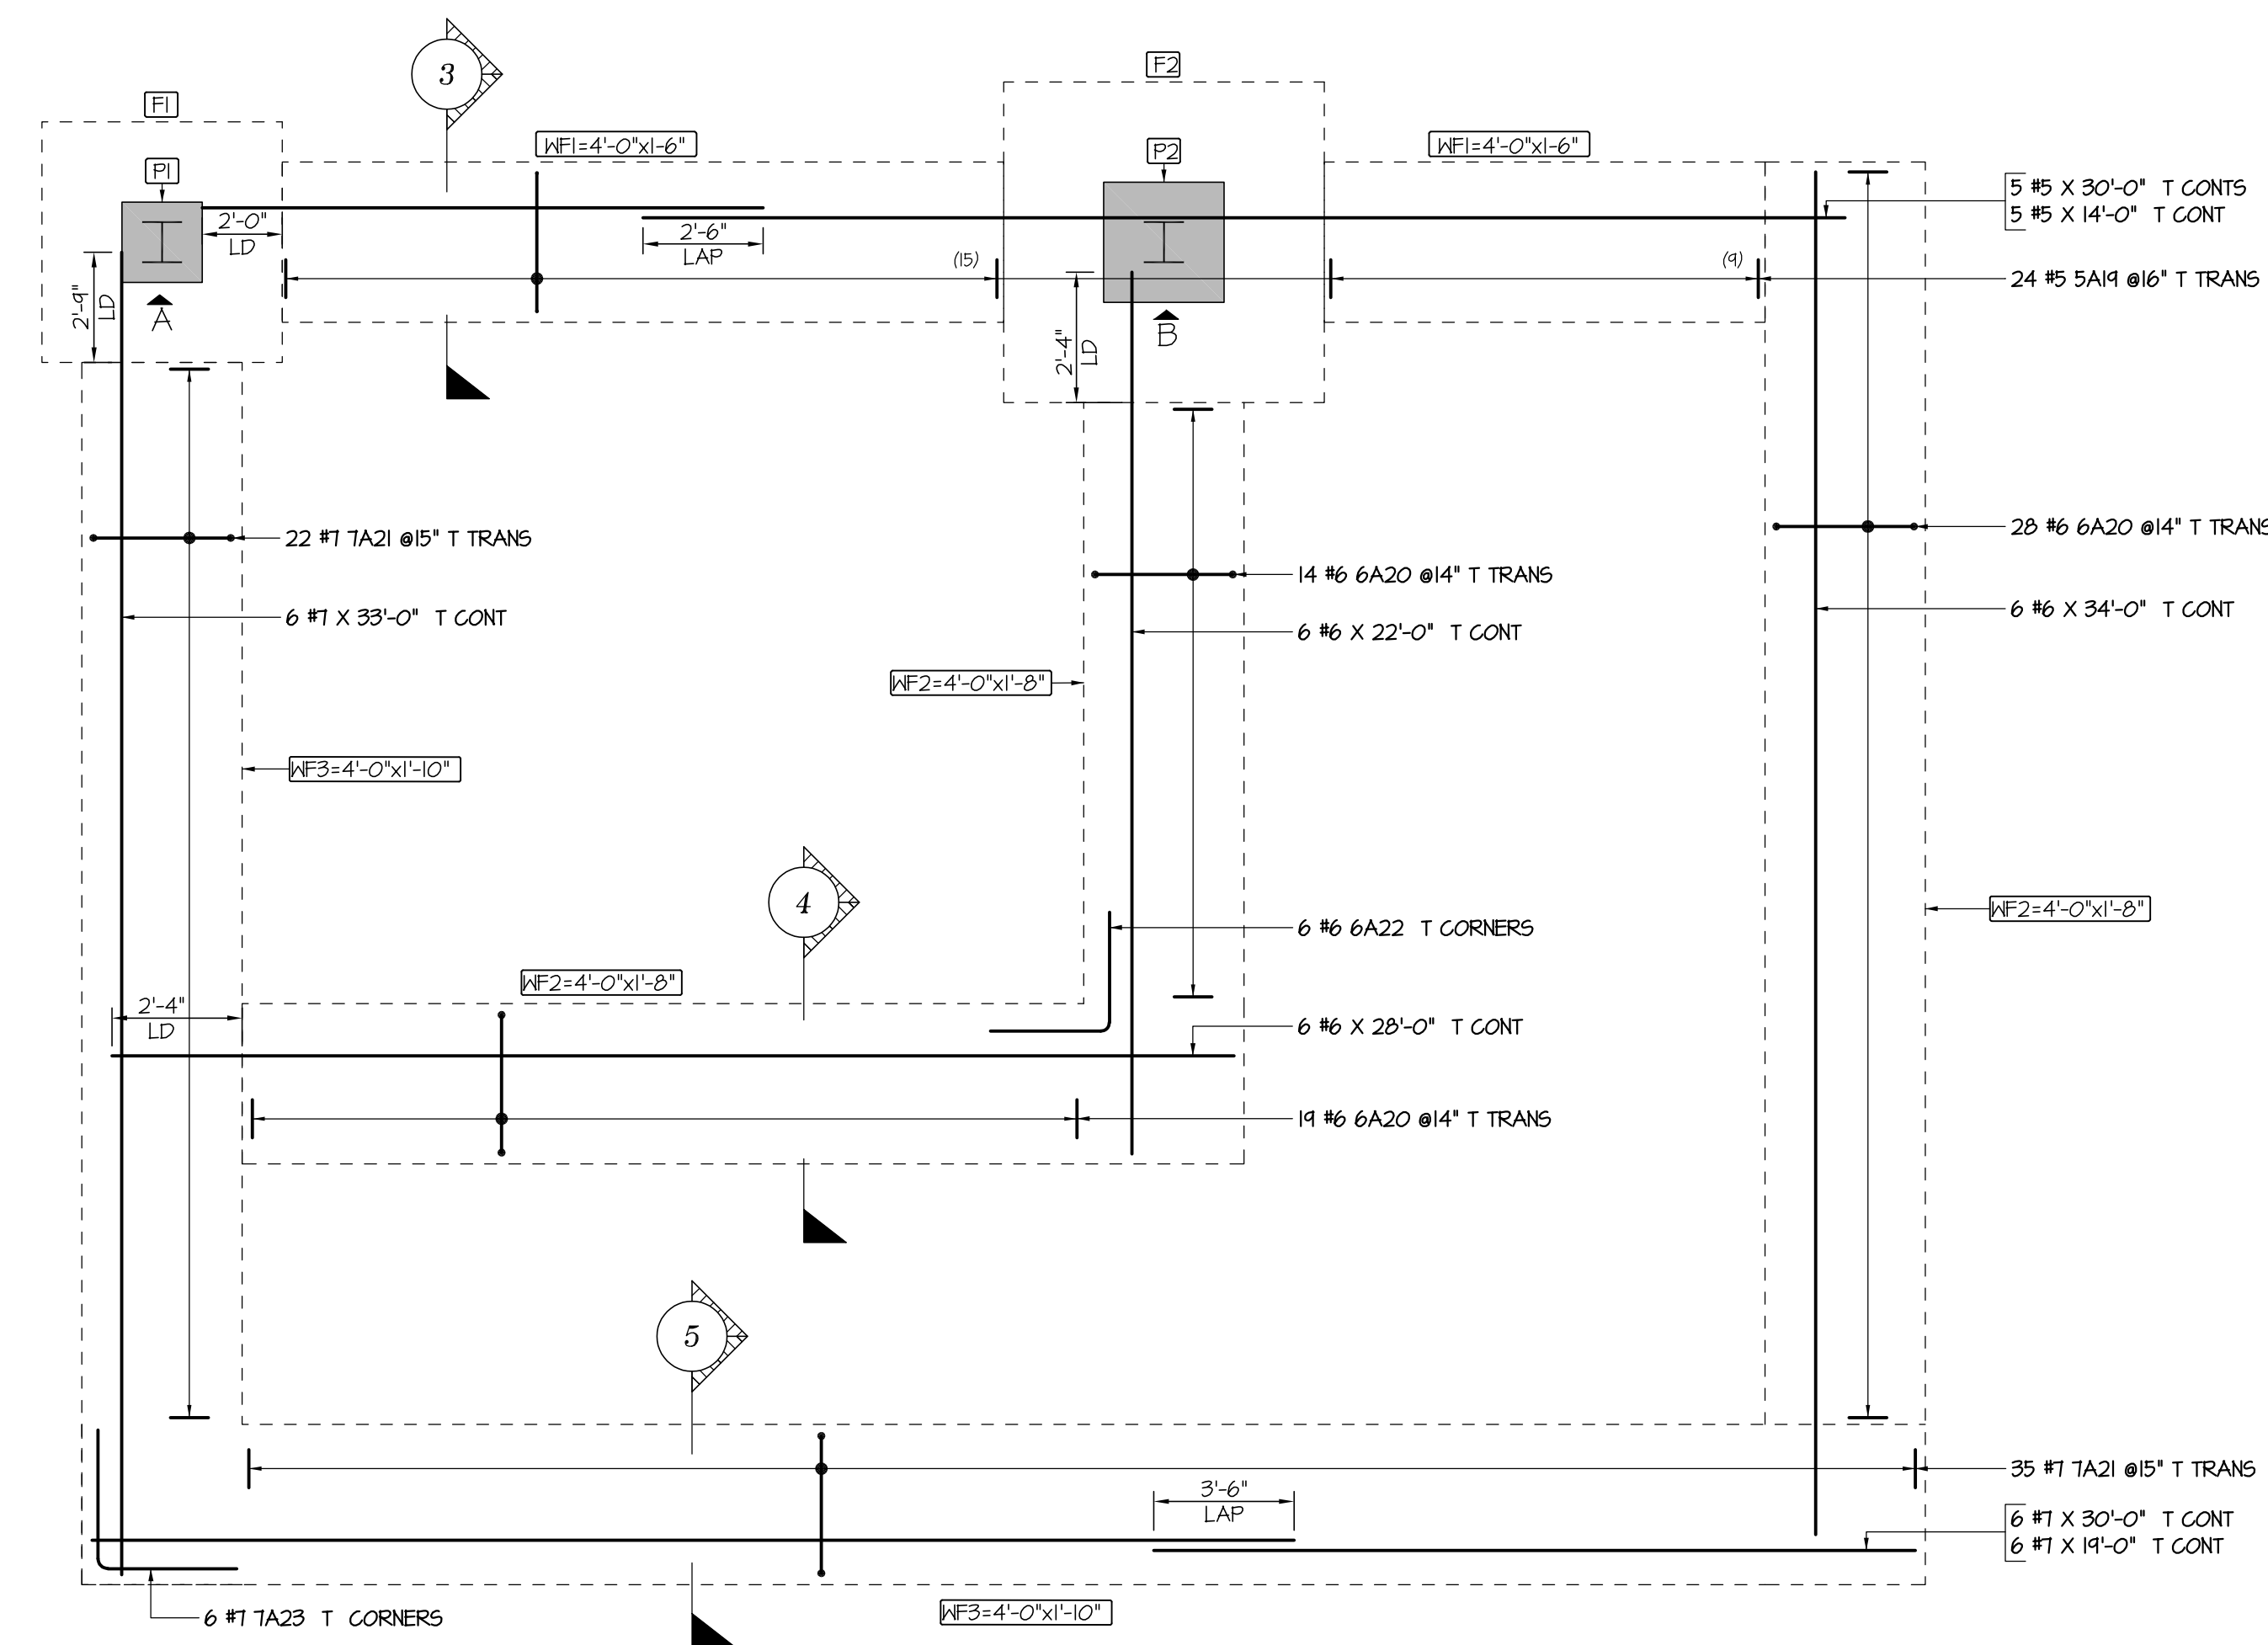 3
F2
F1
WF1=4'-0"x1-6"
P2
WF1=4'-0"x1-6"
P1
5 #5 X 30'-0" T CONTS
5 #5 X 14'-0" T CONT
2'-0"
LD
2'-6"
LAP
(15)
(9)
24 #5 5A19 @16" T TRANS
2'-9"
LD
A
B
2'-4"
LD
22 #7 7A21 @15" T TRANS
28 #6 6A20 @14" T TRANS
14 #6 6A20 @14" T TRANS
6 #7 X 33'-0" T CONT
6 #6 X 22'-0" T CONT
6 #6 X 34'-0" T CONT
WF2=4'-0"x1'-8"
WF3=4'-0"x1'-10"
4
WF2=4'-0"x1'-8"
6 #6 6A22 T CORNERS
WF2=4'-0"x1'-8"
2'-4"
LD
6 #6 X 28'-0" T CONT
19 #6 6A20 @14" T TRANS
5
35 #7 7A21 @15" T TRANS
3'-6"
LAP
6 #7 X 30'-0" T CONT
6 #7 X 19'-0" T CONT
6 #7 7A23 T CORNERS
WF3=4'-0"x1'-10"